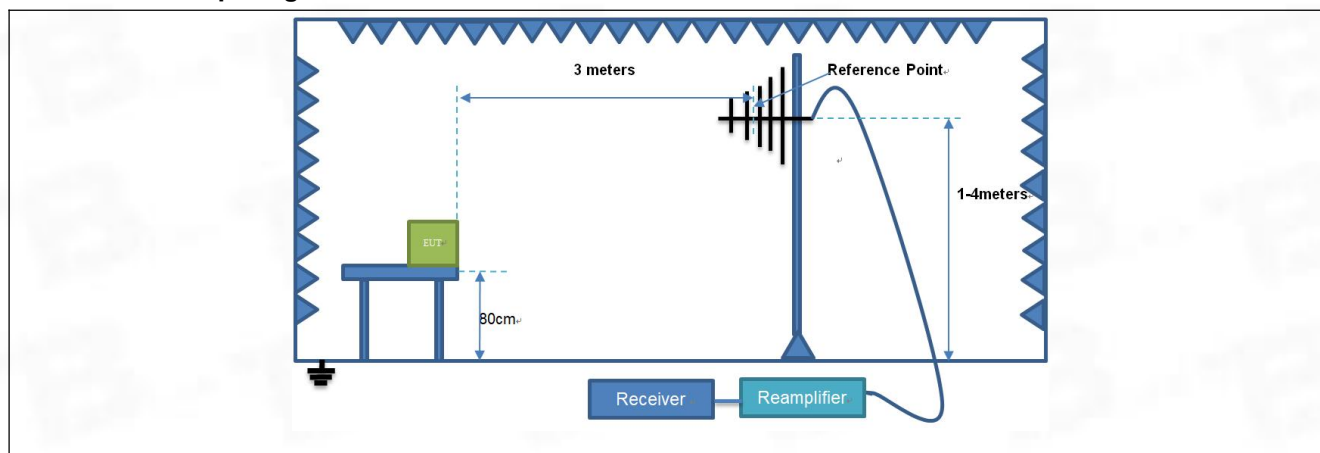 3 meters
Reference Point
1-4meters
EUT
80cm
Receiver
Reamplifier